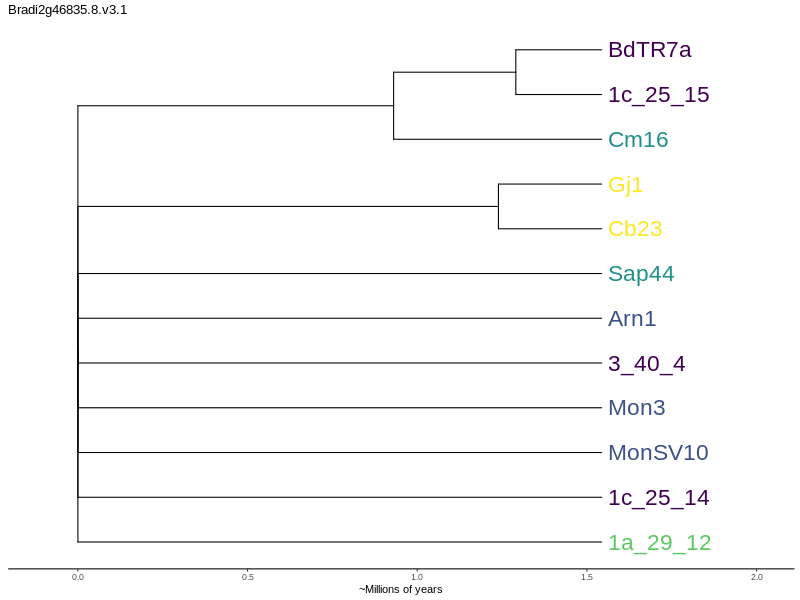 Bradi2g46835.8.v3.1
BdTR7a
1c_25_15
Cm16
Gj1
Cb23
Sap44
Arn1
3_40_4
Mon3
MonSV10
1c_25_14
1a_29_12
0.0 0.5 1.0 1.5 2.0
~Millions of years